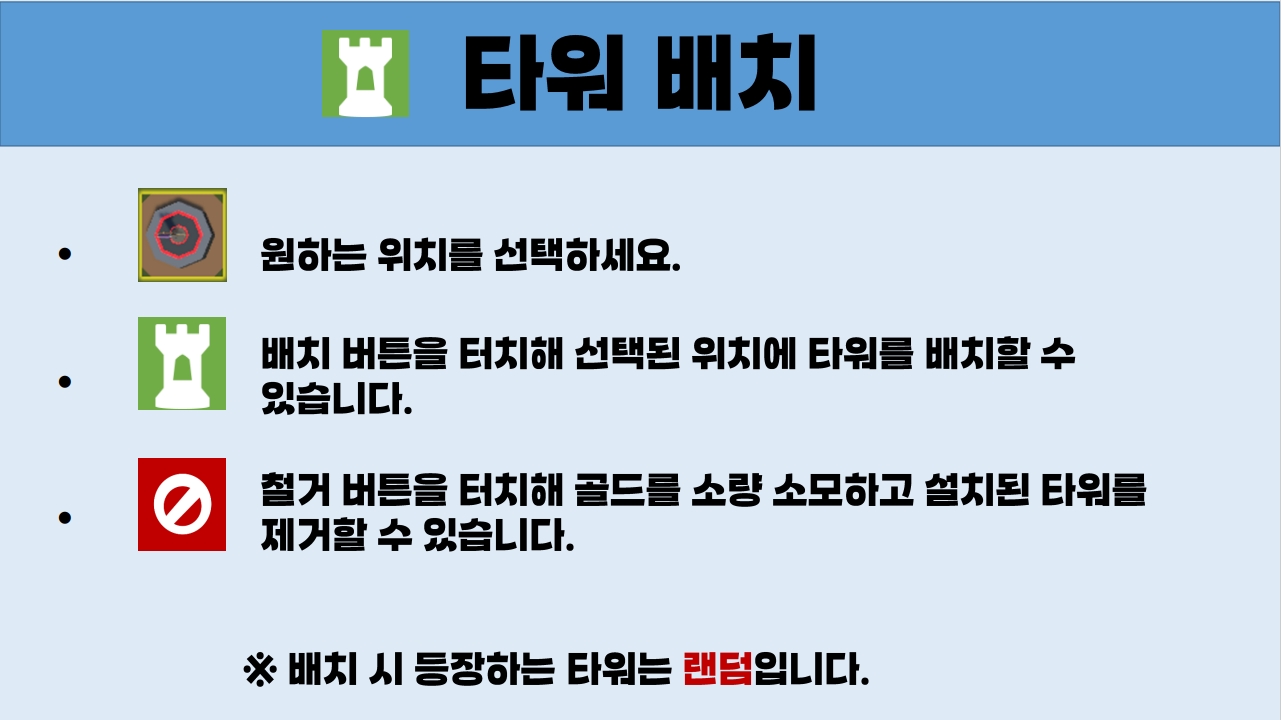 타워 배치
• 원하는 위치를 선택하세요.
• 배치 버튼을 터치해 선택된 위치에 타워를 배치할 수
있습니다.
• 철거 버튼을 터치해 골드를 소량 소모하고 설치된 타워를
제거할 수 있습니다.
※ 배치 시 등장하는 타워는 랜덤입니다.